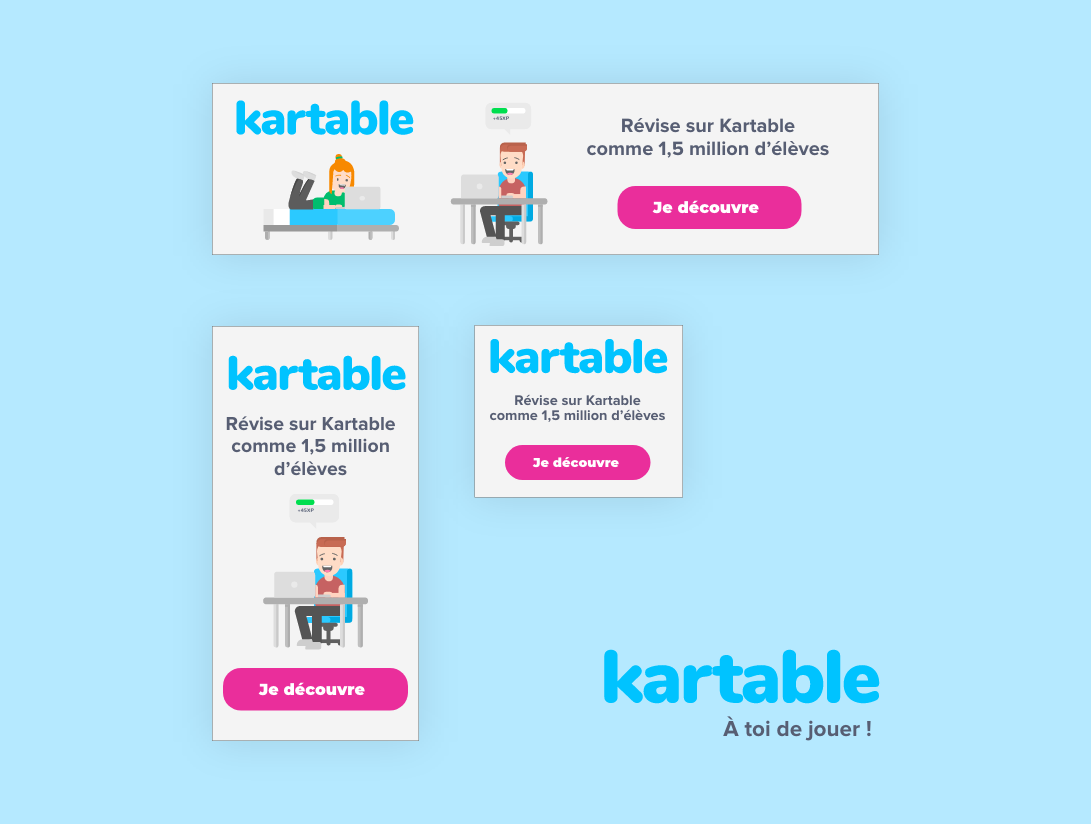 kartable
+45XP
Révise sur Kartable
comme 1,5 million d'élèves
Je découvre
kartable
Révise sur Kartable
comme 1,5 million
d'élèves
+45XP
Je découvre
kartable
Révise sur Kartable
comme 1,5 million d'élèves
Je découvre
kartable
À toi de jouer !